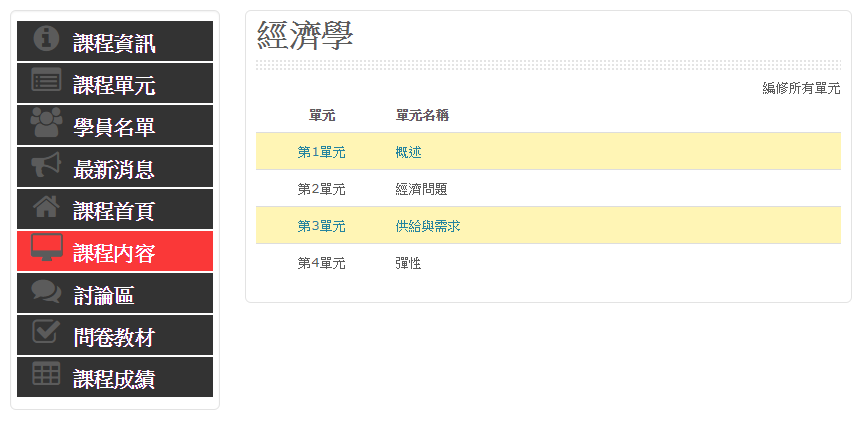 課程資訊
課程單元
學員名單
最新消息
課程首頁
課程內容
討論區
問卷教材
課程成績
經濟學
編修所有單元
單元 單元名稱
第1單元 概述
第2單元 經濟問題
第3單元 供給與需求
第4單元 彈性